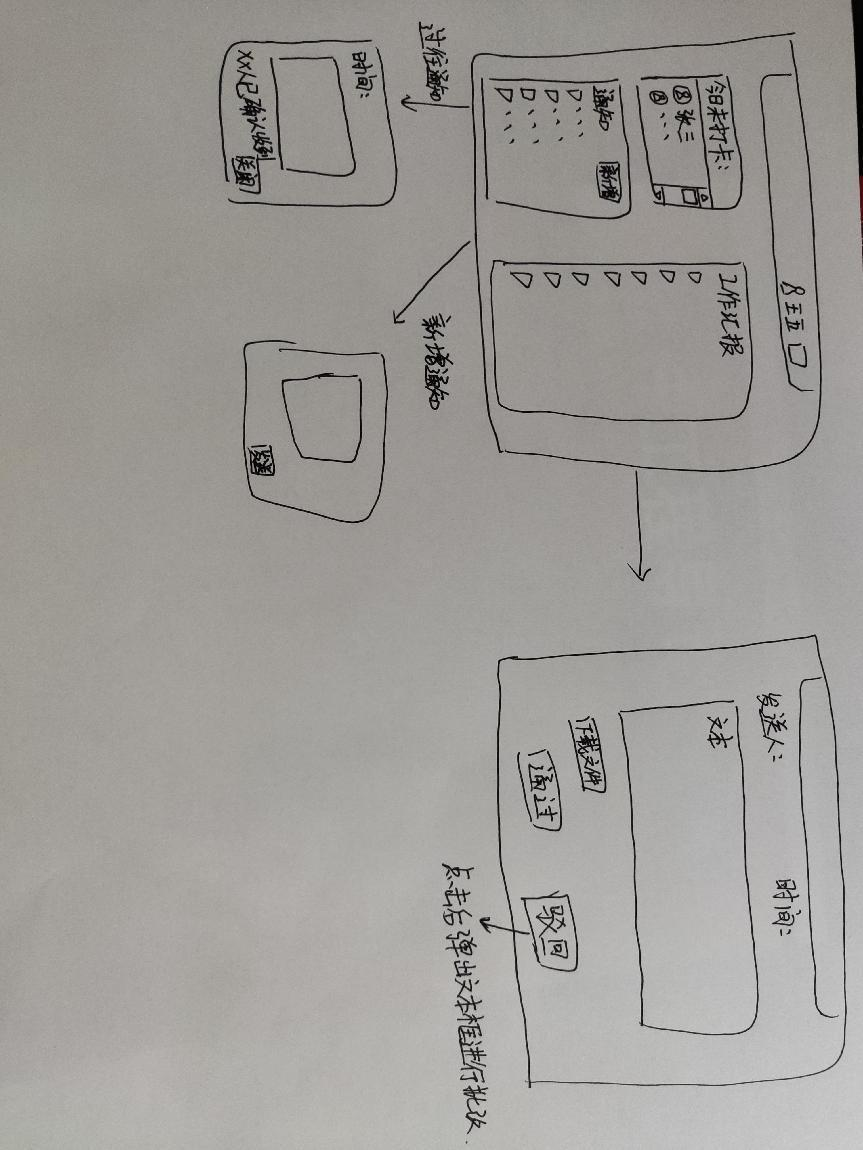 王五
今日未打卡：
张三
通知
新增
工作汇报
过往通知
时间：
XX人已确认收到
关闭
新增通知
发送
发送人：
时间：
文本
下载文件
通过
驳回
点击后弹出文本框进行批改.